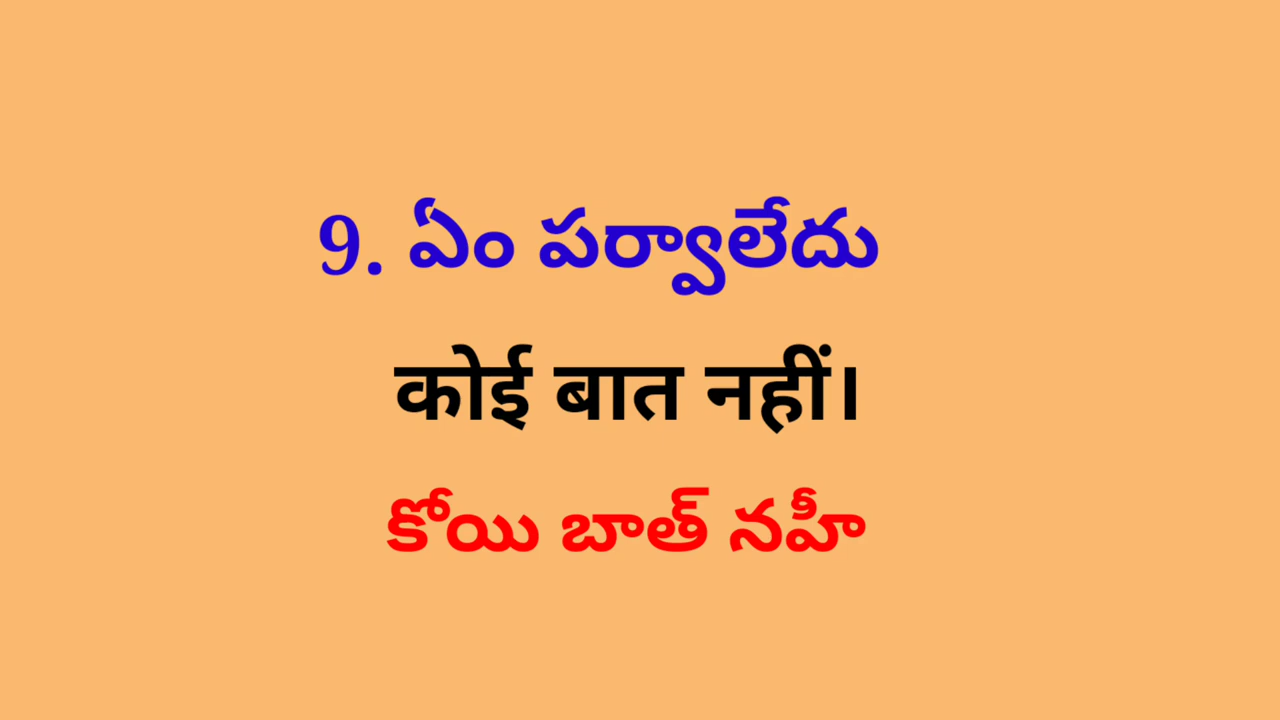 9. ఏం పర్వాలేదు
कोई बात नहीं।
కోయి బాత్ నహీ